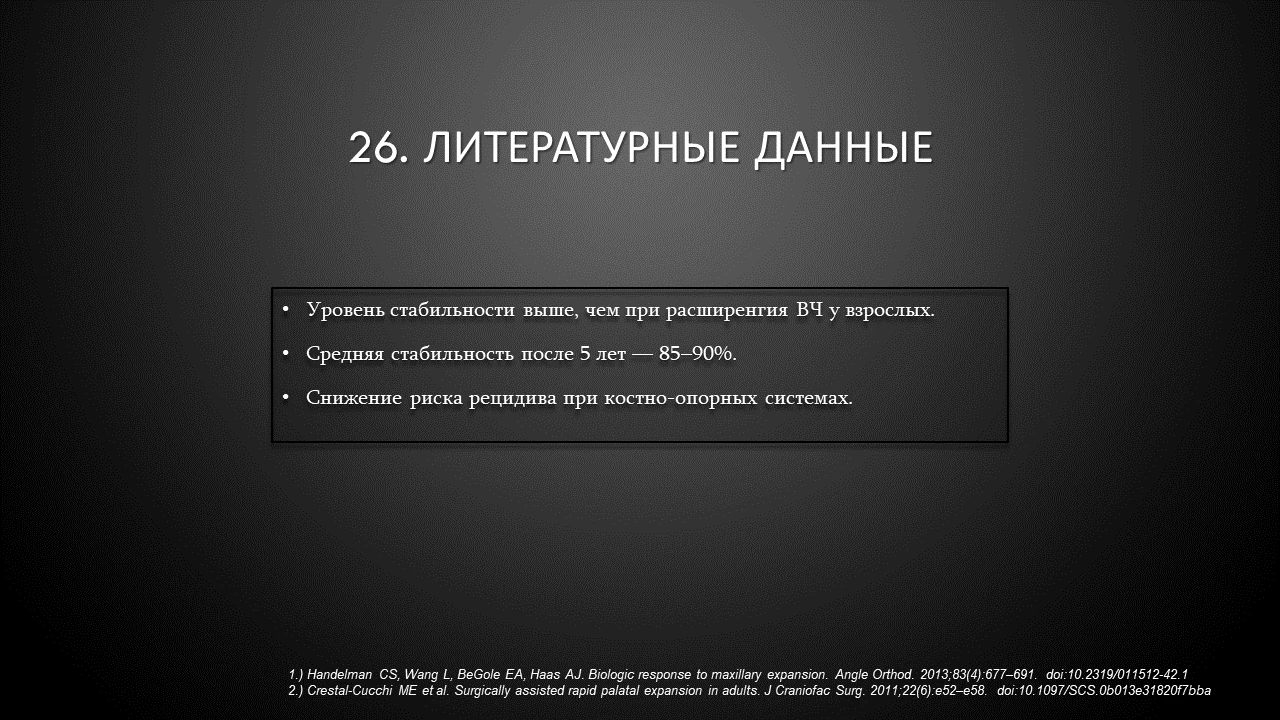 26. ЛИТЕРАТУРНЫЕ ДАННЫЕ
• Уровень стабильности выше, чем при расширенгия ВЧ у взрослых.
• Средняя стабильность после 5 лет — 85–90%.
• Снижение риска рецидива при костно-опорных системах.
1.) Handelman CS, Wang L, BeGole EA, Haas AJ. Biologic response to maxillary expansion. Angle Orthod. 2013;83(4):677–691. doi:10.2319/011512-42.1
2.) Crestal-Cucchi ME et al. Surgically assisted rapid palatal expansion in adults. J Craniofac Surg. 2011;22(6):e52–e58. doi:10.1097/SCS.0b013e31820f7bba